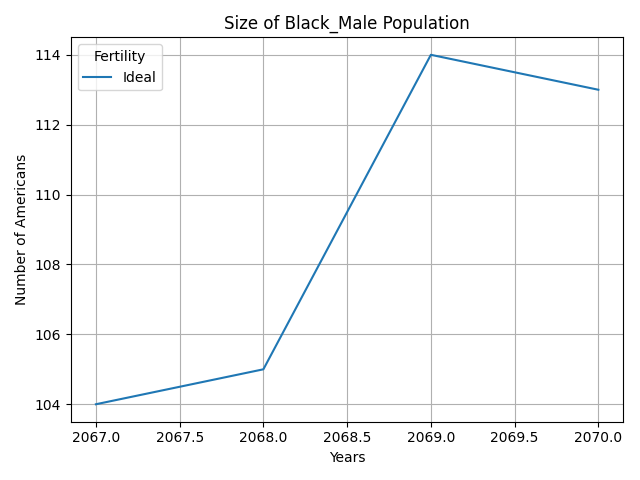 Size of Black_Male Population
Fertility
Ideal
Number of Americans
114
112
110
108
106
104
2067.0 2067.5 2068.0 2068.5 2069.0 2069.5 2070.0
Years